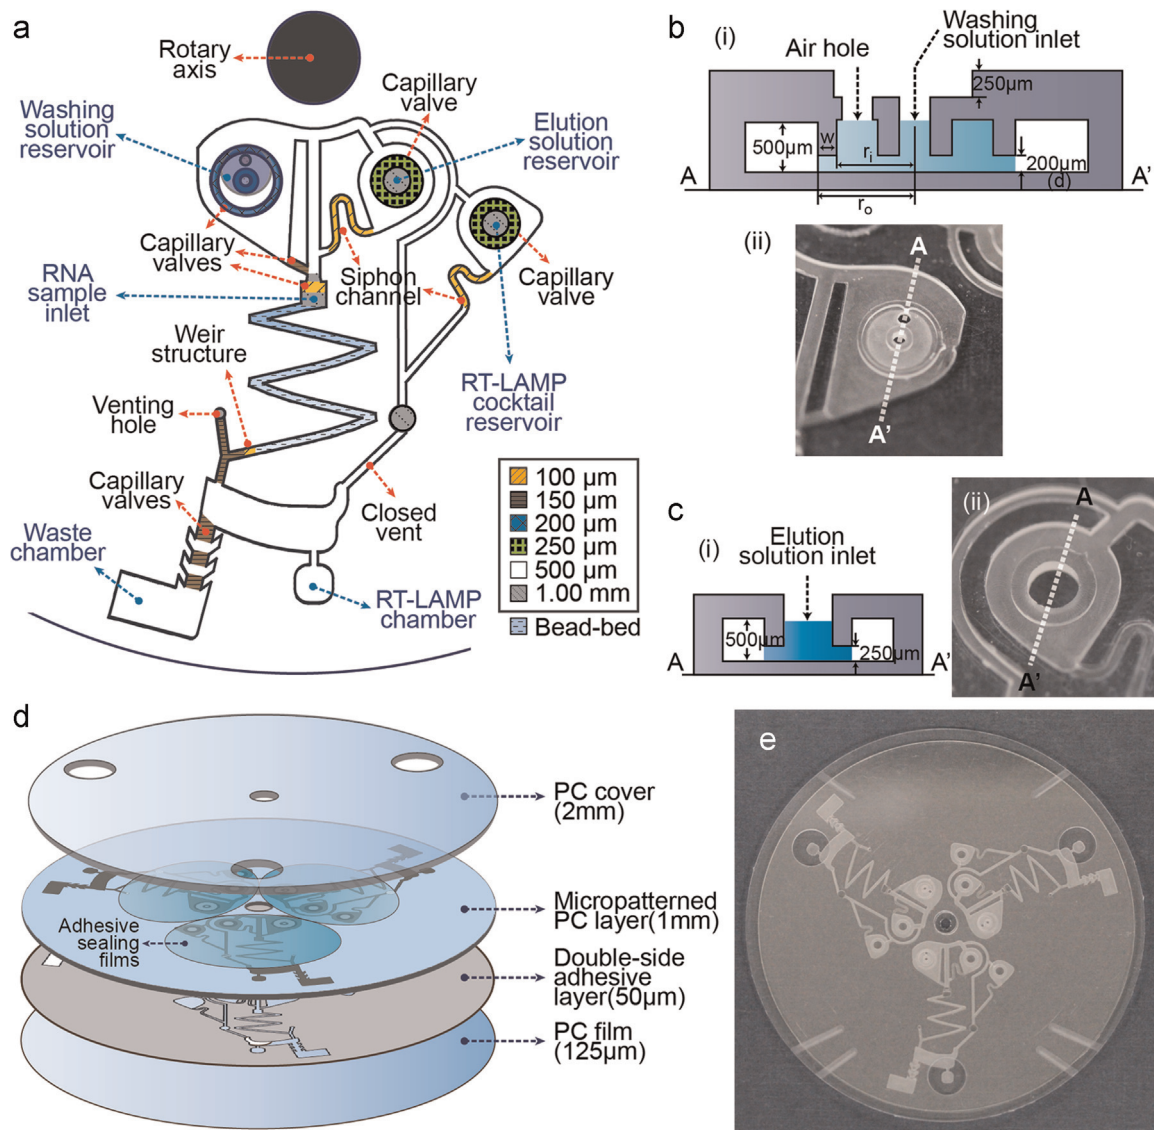 a
Rotary
axis
Washing
solution
reservoir
Capillary
valve
Elution
solution
reservoir
Capillary
valves
RNA
sample
inlet
Siphon
channel
Capillary
valve
Weir
structure
RT-LAMP
cocktail
reservoir
Venting
hole
Capillary
valves
Closed
vent
Waste
chamber
RT-LAMP
chamber
100 µm
150 µm
200 µm
250 µm
500 µm
1.00 mm
Bead-bed
b
(i)
Air hole
Washing
solution inlet
250µm
500µm
w
ri
ro
200µm
(d)
A
A'
(ii)
A
A'
c
(i)
Elution
solution inlet
500µm
250µm
A
A'
(ii)
A
A'
d
PC cover
(2mm)
Micropatterned
PC layer(1mm)
Adhesive
sealing
films
Double-side
adhesive
layer(50µm)
PC film
(125µm)
e